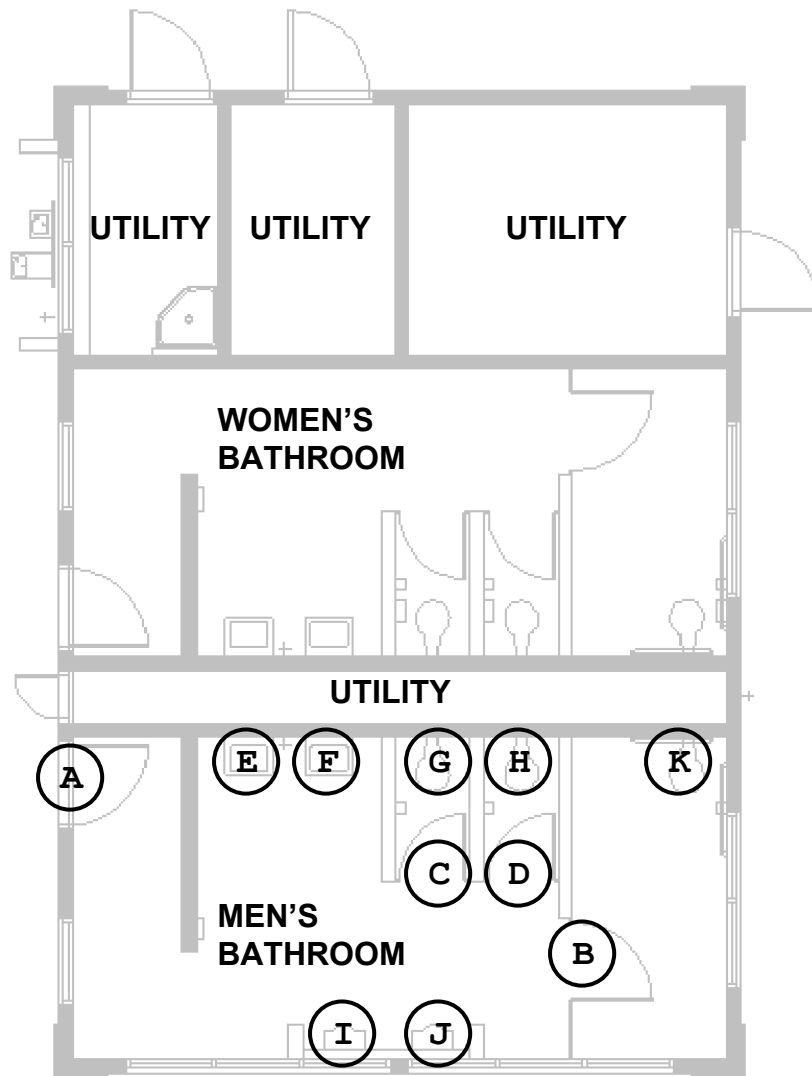 UTILITY UTILITY UTILITY
WOMEN'S
BATHROOM
UTILITY
A E F G H K
C D
MEN'S
BATHROOM
B
I J